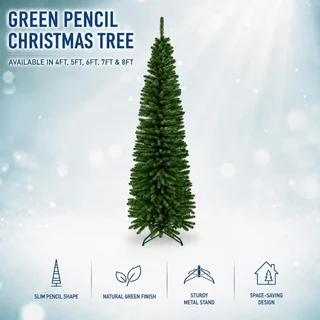 GREEN PENCIL
CHRISTMAS TREE
AVAILABLE IN 4FT, 5FT, 6FT, 7FT & 8FT
SLIM PENCIL SHAPE
NATURAL GREEN FINISH
STURDY
METAL STAND
SPACE-SAVING
DESIGN